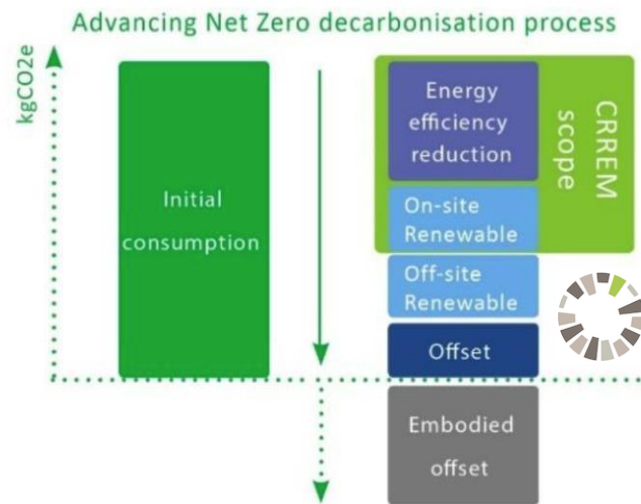 Advancing Net Zero decarbonisation process
kgCO2e
Initial
consumption
Energy
efficiency
reduction
CRREM
scope
On-site
Renewable
Off-site
Renewable
Offset
Embodied
offset